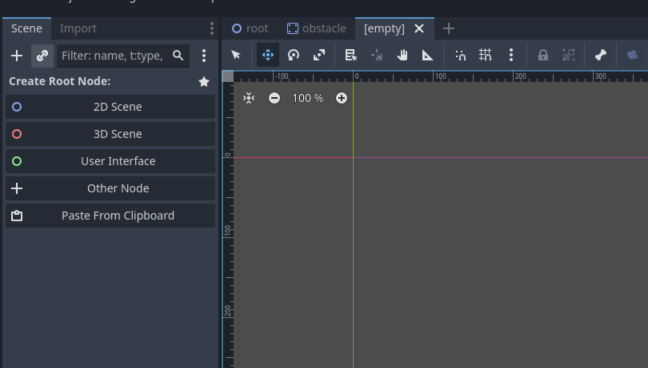 Scene
Import
root
obstacle
[empty]
Filter: name, t:type,
Create Root Node:
2D Scene
3D Scene
User Interface
Other Node
Paste From Clipboard
-100
0
100
200
300
100 %
0
100
200